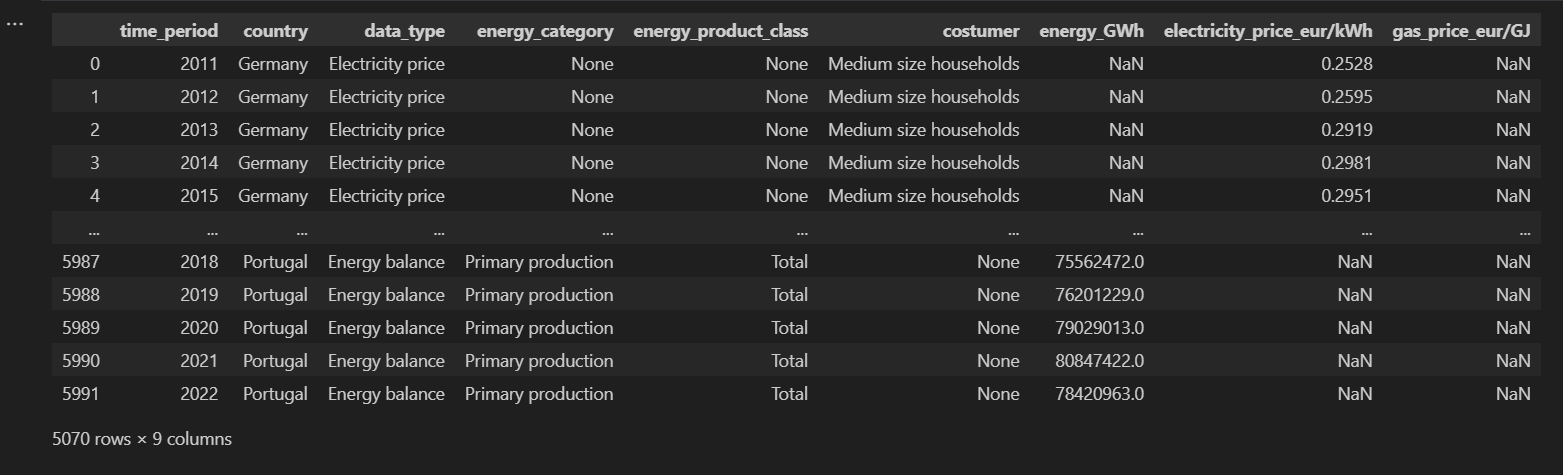 ...
time_period country data_type energy_category energy_product_class costumer energy_GWh electricity_price_eur/kWh gas_price_eur/GJ
0 2011 Germany Electricity price None None Medium size households NaN 0.2528 NaN
1 2012 Germany Electricity price None None Medium size households NaN 0.2595 NaN
2 2013 Germany Electricity price None None Medium size households NaN 0.2919 NaN
3 2014 Germany Electricity price None None Medium size households NaN 0.2981 NaN
4 2015 Germany Electricity price None None Medium size households NaN 0.2951 NaN
... ... ... ... ... ... ... ... ... ...
5987 2018 Portugal Energy balance Primary production Total None 75562472.0 NaN NaN
5988 2019 Portugal Energy balance Primary production Total None 76201229.0 NaN NaN
5989 2020 Portugal Energy balance Primary production Total None 79029013.0 NaN NaN
5990 2021 Portugal Energy balance Primary production Total None 80847422.0 NaN NaN
5991 2022 Portugal Energy balance Primary production Total None 78420963.0 NaN NaN
5070 rows × 9 columns